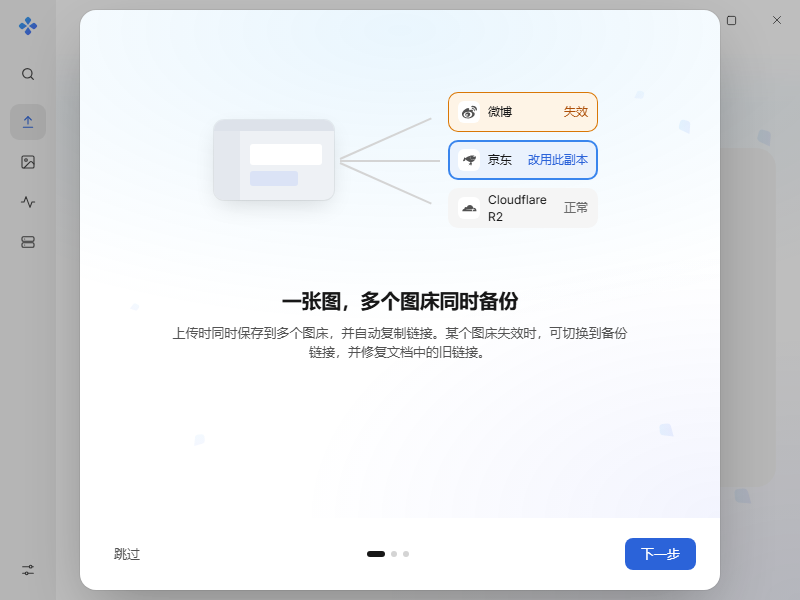 微博 失效
京东 改用此副本
Cloudflare
R2 正常
一张图，多个图床同时备份
上传时同时保存到多个图床，并自动复制链接。某个图床失效时，可切换到备份
链接，并修复文档中的旧链接。
跳过 下一步